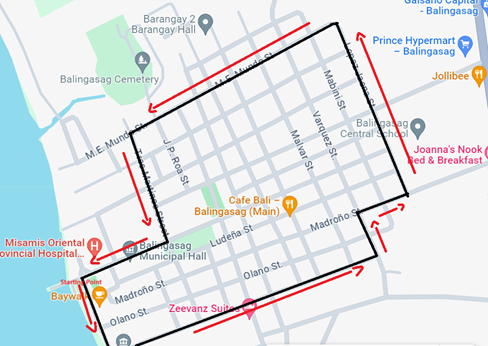 Gaisano Capital
- Balingasag
Barangay 2
Barangay Hall
Prince Hypermart
– Balingasag
M.E. Mundo St.
Jollibee
Balingasag Cemetery
Mabini St.
Varquez St.
Balingasag
Central School
M.E. Mundo St.
J.P. Roa St.
Malvar St.
Joanna's Nook
Bed & Breakfast
Cafe Bali –
Balingasag (Main)
Madroño St.
Misamis Oriental
Provincial Hospital...
Balingasag
Municipal Hall
Ludeña St.
Starting Point
Olano St.
Baywa
Madroño St.
Zeevanz Suites
Olano St.